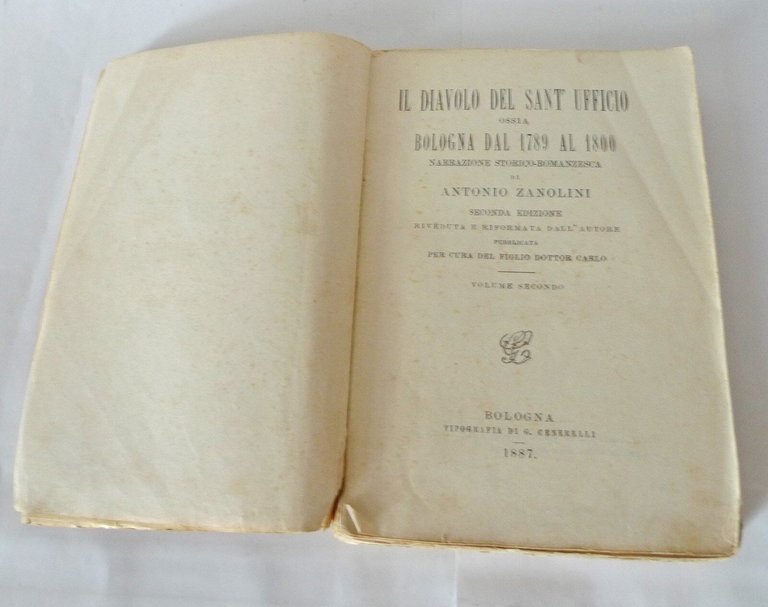 IL DIAVOLO DEL SANT' UFFICIO
OSSIA
BOLOGNA DAL 1789 AL 1800
NARRAZIONE STORICO-ROMANZESCA
DI
ANTONIO ZANOLINI
SECONDA EDIZIONE
RIVEDUTA E RIFORMATA DALL'AUTORE
PUBBLICATA
PER CURA DEL FIGLIO DOTTOR CARLO
VOLUME SECONDO
BOLOGNA
TIPOGRAFIA DI G. CENERELLI
1887.